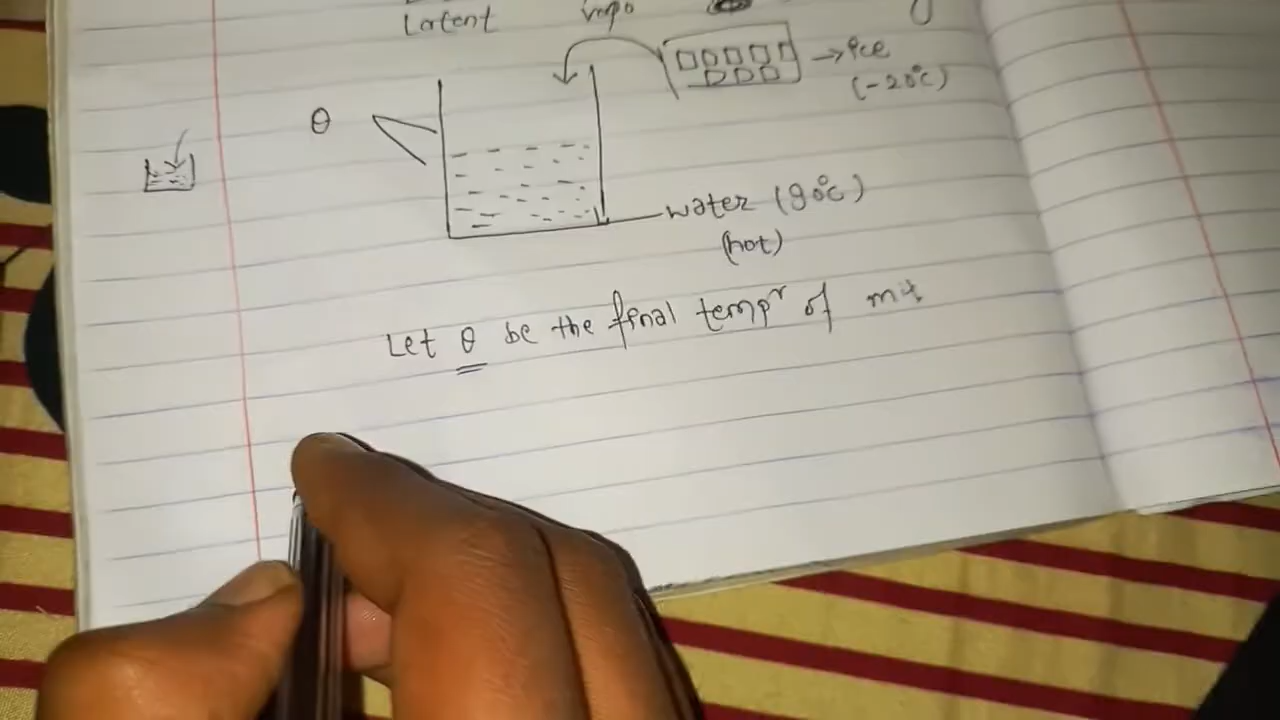 Latent
→ ice
(-20°C)
θ
water (90°C)
(hot)
Let θ be the final tempr of mix